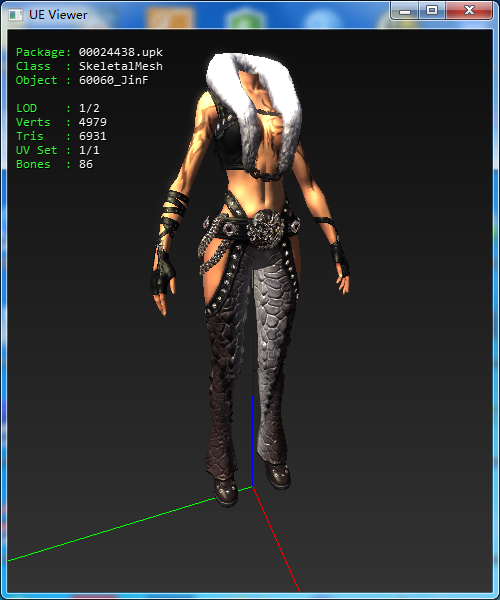 UE Viewer
Package: 00024438.upk
Class  : SkeletalMesh
Object : 60060_JinF
LOD    : 1/2
Verts  : 4979
Tris   : 6931
UV Set : 1/1
Bones  : 86